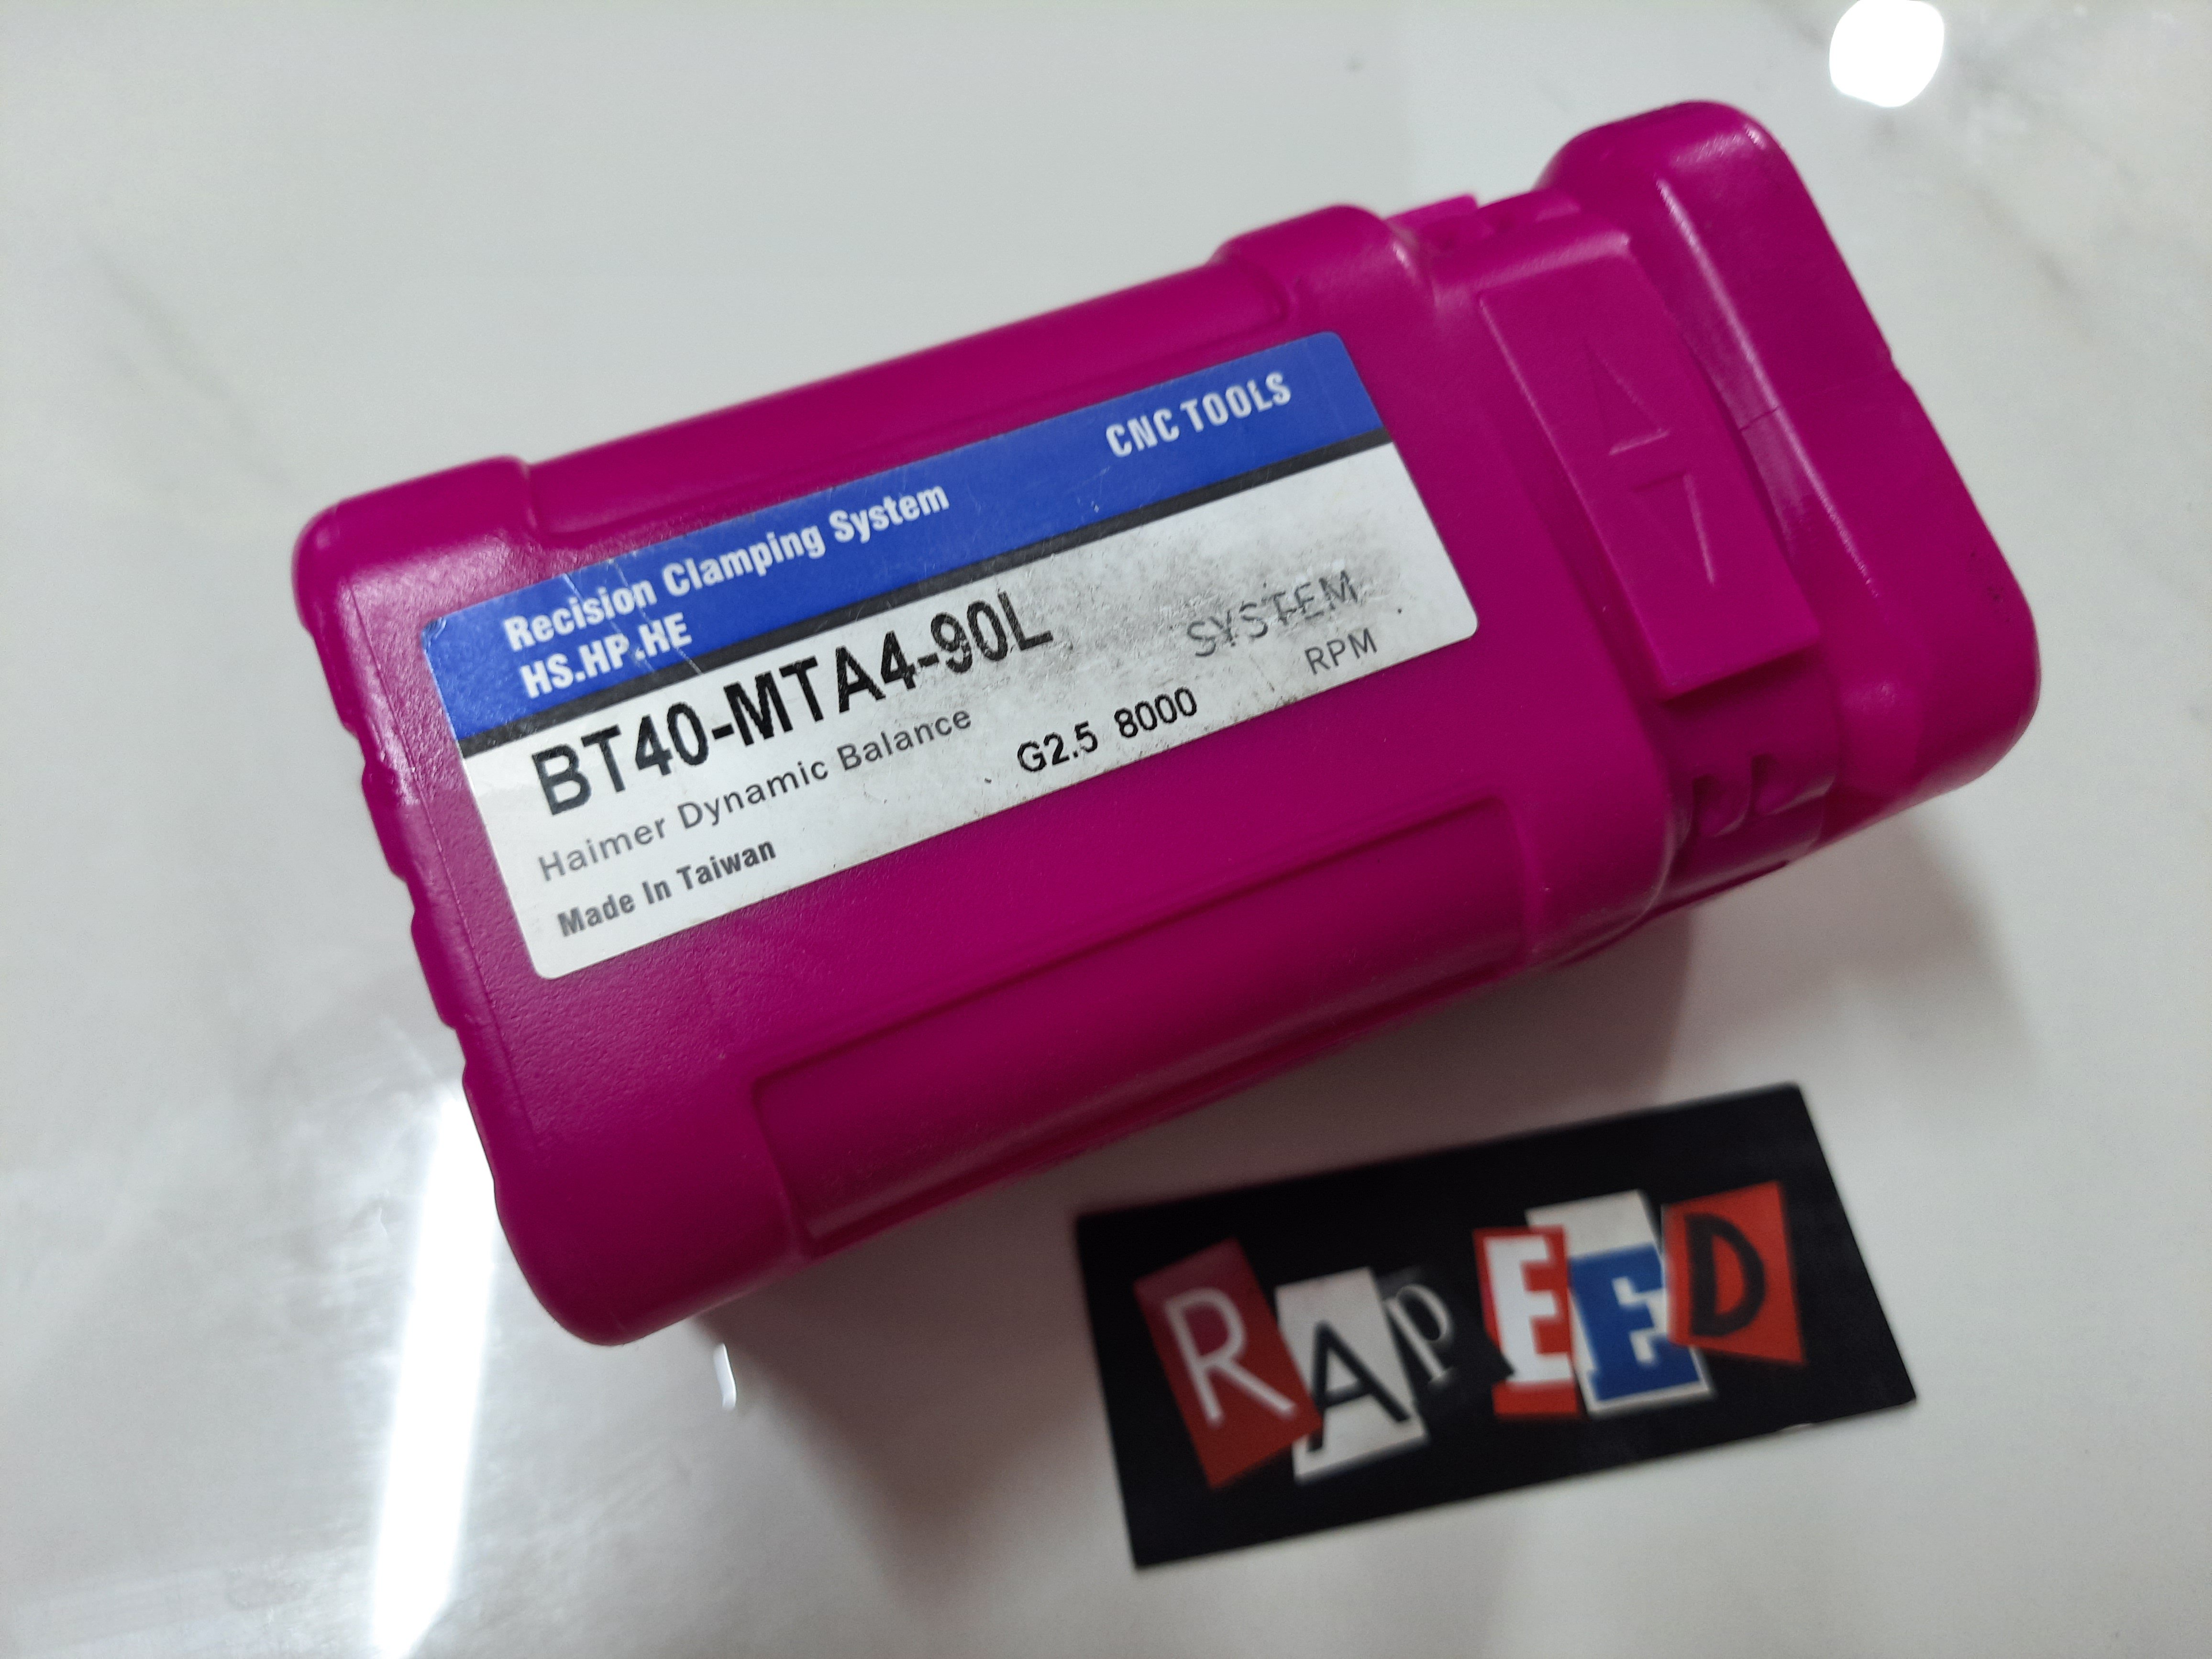 Recision Clamping System
HS.HP.HE
CNC TOOLS
BT40-MTA4-90L
SYSTEM
Haimer Dynamic Balance
G2.5 8000
RPM
Made In Taiwan
RAPEED